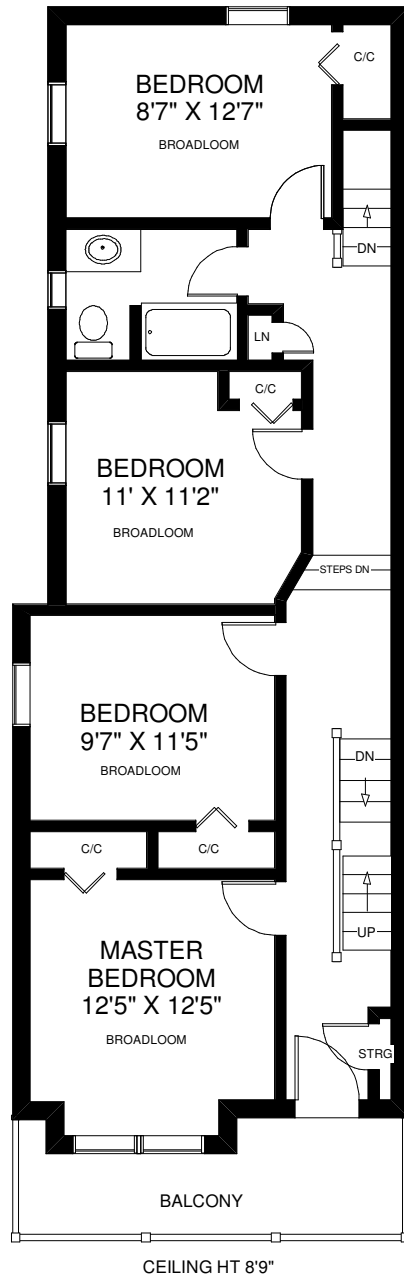 C/C
BEDROOM
8'7" X 12'7"
BROADLOOM
DN
LN
C/C
BEDROOM
11' X 11'2"
BROADLOOM
STEPS DN
BEDROOM
9'7" X 11'5"
BROADLOOM
DN
C/C
C/C
UP
MASTER
BEDROOM
12'5" X 12'5"
BROADLOOM
STRG
BALCONY
CEILING HT 8'9"